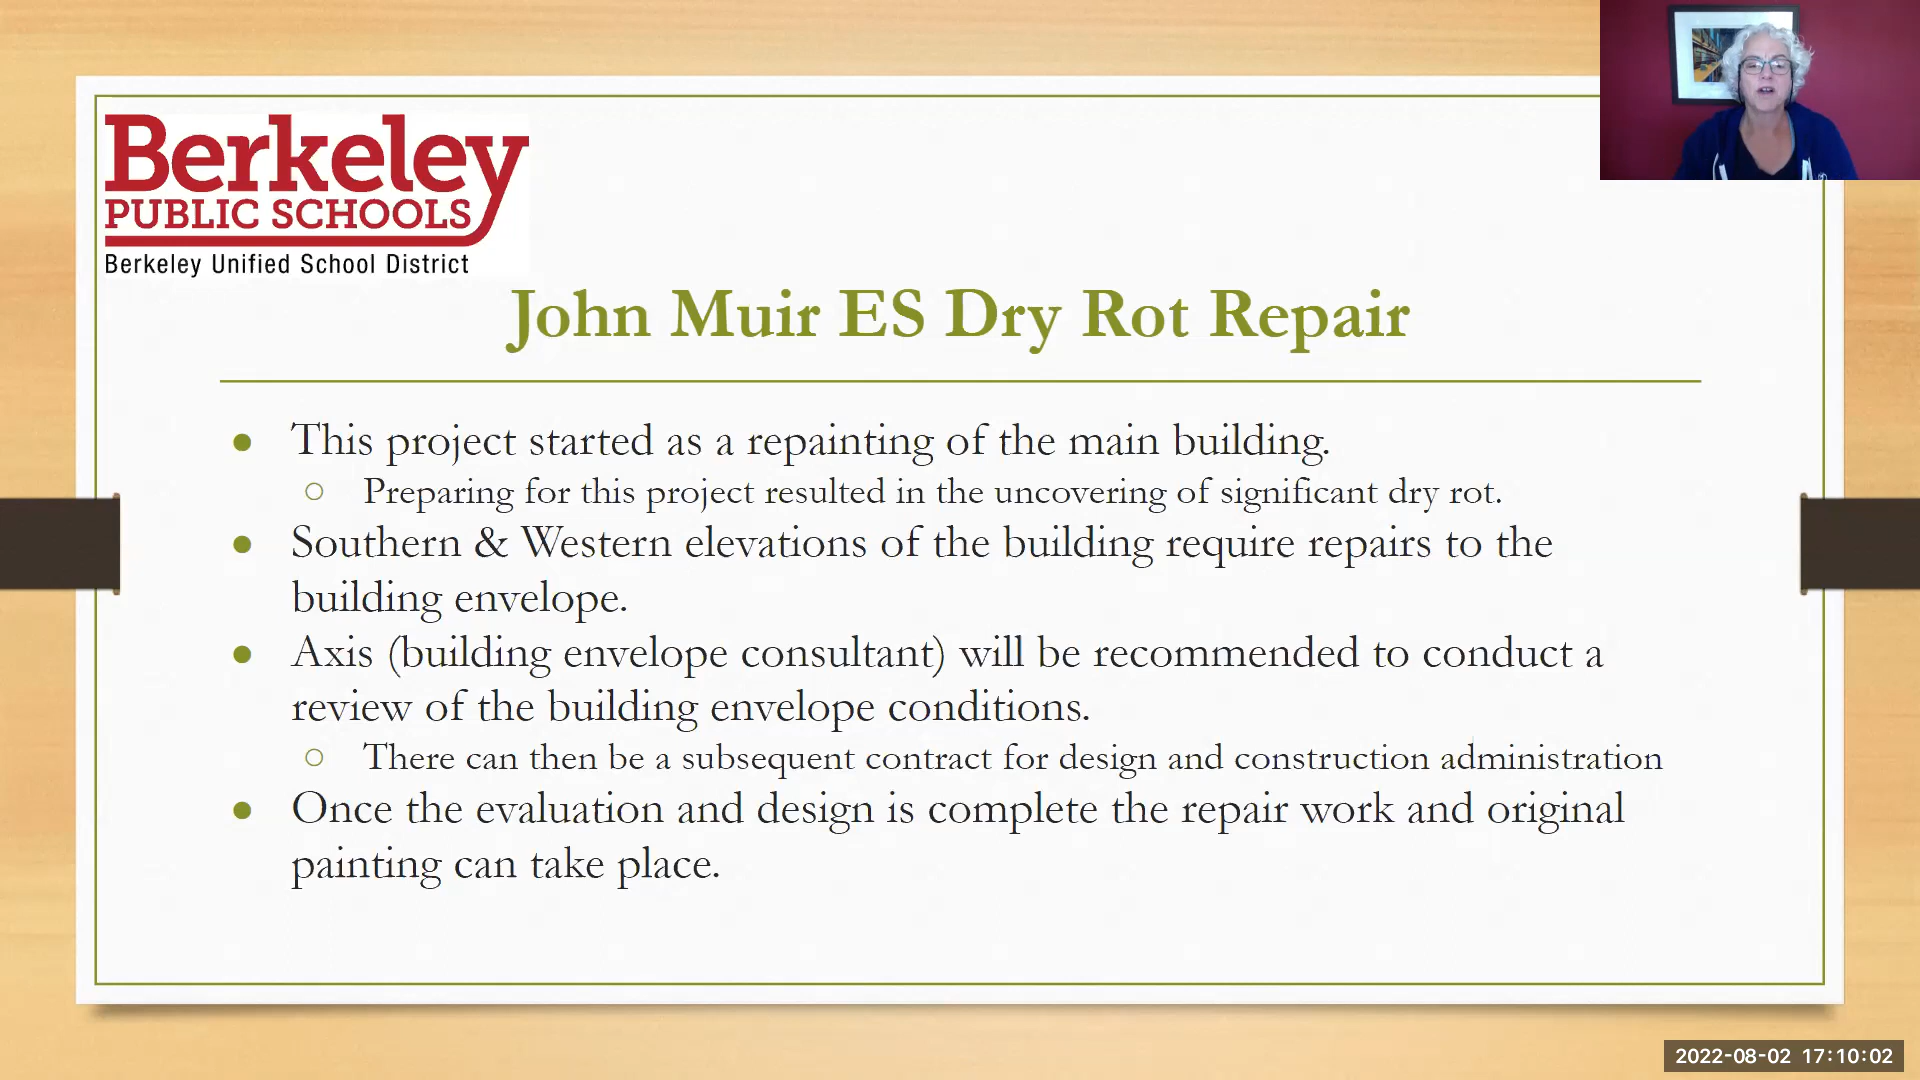 Berkeley
PUBLIC SCHOOLS
Berkeley Unified School District
John Muir ES Dry Rot Repair
● This project started as a repainting of the main building.
○ Preparing for this project resulted in the uncovering of significant dry rot.
● Southern & Western elevations of the building require repairs to the
building envelope.
● Axis (building envelope consultant) will be recommended to conduct a
review of the building envelope conditions.
○ There can then be a subsequent contract for design and construction administration
● Once the evaluation and design is complete the repair work and original
painting can take place.
2022-08-02 17:10:02